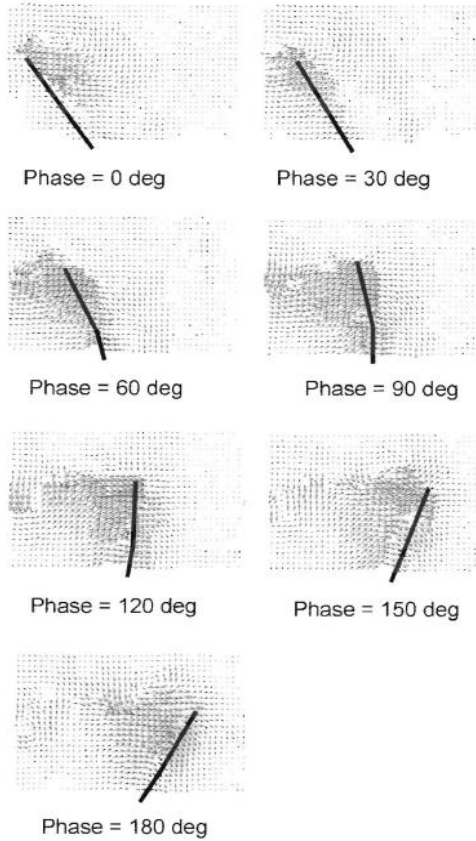 Phase = 0 deg
Phase = 30 deg
Phase = 60 deg
Phase = 90 deg
Phase = 120 deg
Phase = 150 deg
Phase = 180 deg